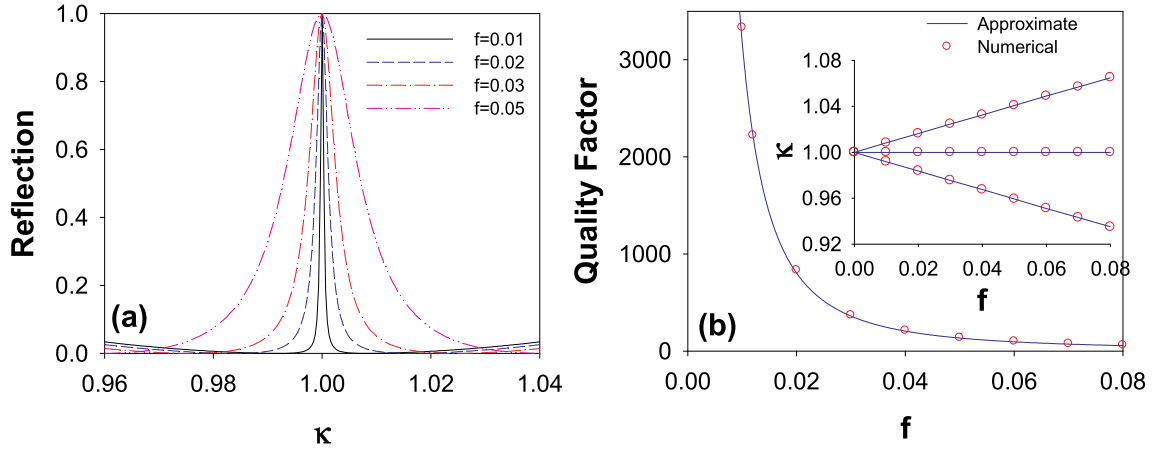 1.0
0.8
0.6
0.4
0.2
0.0
Reflection
f=0.01
f=0.02
f=0.03
f=0.05
(a)
0.96 0.98 1.00 1.02 1.04
κ
3000
2000
1000
0
Quality Factor
Approximate
Numerical
1.08
1.04
1.00
0.96
0.92
κ
0.00 0.02 0.04 0.06 0.08
f
(b)
0.00 0.02 0.04 0.06 0.08
f